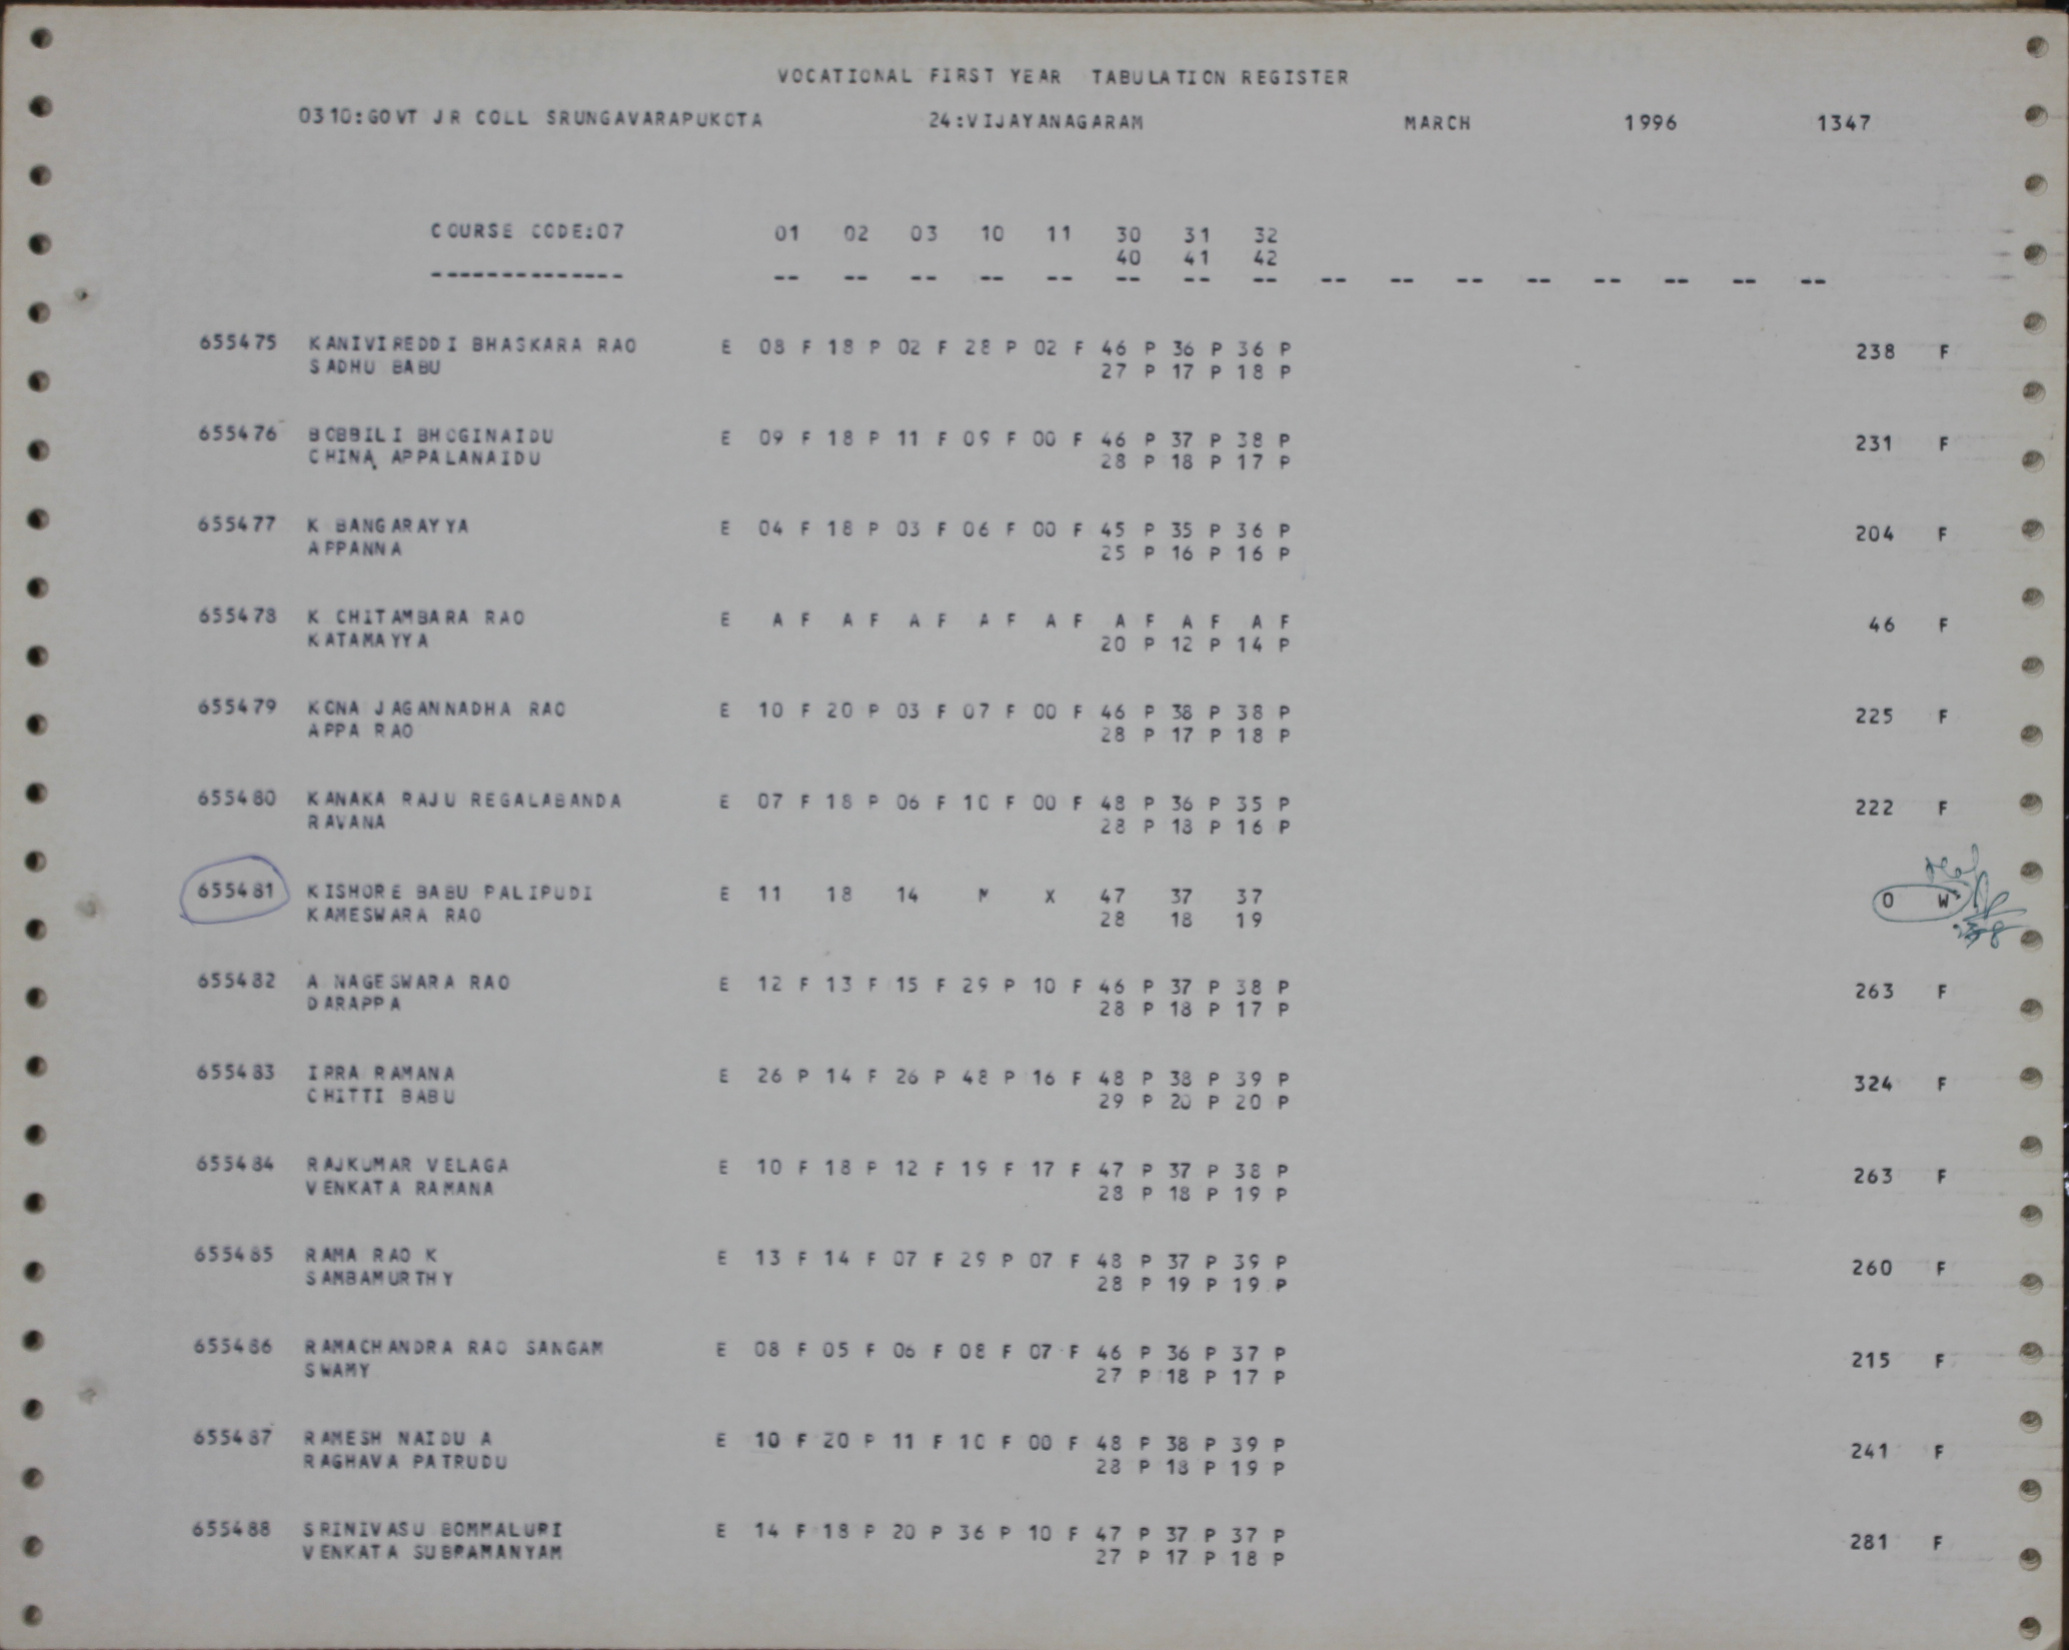 VOCATIONAL FIRST YEAR TABULATION REGISTER
0310:GOVT JR COLL SRUNGAVARAPUKOTA 24:VIJAYANAGARAM MARCH 1996 1347
COURSE CODE:07 01 02 03 10 11 30 31 32
40 41 42
-------------- -- -- -- -- -- -- -- -- -- -- -- -- -- -- -- --
655475 KANIVIREDDI BHASKARA RAO E 08 F 18 P 02 F 28 P 02 F 46 P 36 P 36 P 238 F
SADHU BABU 27 P 17 P 18 P
655476 BOBBILI BHOGINAIDU E 09 F 18 P 11 F 09 F 00 F 46 P 37 P 38 P 231 F
CHINA APPALANAIDU 28 P 18 P 17 P
655477 K BANGARAYYA E 04 F 18 P 03 F 06 F 00 F 45 P 35 P 36 P 204 F
APPANNA 25 P 16 P 16 P
655478 K CHITAMBARA RAO E A F A F A F A F A F A F A F A F 46 F
KATAMAYYA 20 P 12 P 14 P
655479 KONA JAGANNADHA RAO E 10 F 20 P 03 F 07 F 00 F 46 P 38 P 38 P 225 F
APPA RAO 28 P 17 P 18 P
655480 KANAKA RAJU REGALABANDA E 07 F 18 P 06 F 10 F 00 F 48 P 36 P 35 P 222 F
RAVANA 28 P 18 P 16 P
655481 KISHORE BABU PALIPUDI E 11 18 14 M X 47 37 37 0 W
KAMESWARA RAO 28 18 19
655482 A NAGESWARA RAO E 12 F 13 F 15 F 29 P 10 F 46 P 37 P 38 P 263 F
DARAPPA 28 P 18 P 17 P
655483 IPRA RAMANA E 26 P 14 F 26 P 48 P 16 F 48 P 38 P 39 P 324 F
CHITTI BABU 29 P 20 P 20 P
655484 RAJKUMAR VELAGA E 10 F 18 P 12 F 19 F 17 F 47 P 37 P 38 P 263 F
VENKATA RAMANA 28 P 18 P 19 P
655485 RAMA RAO K E 13 F 14 F 07 F 29 P 07 F 48 P 37 P 39 P 260 F
SAMBAMURTHY 28 P 19 P 19 P
655486 RAMACHANDRA RAO SANGAM E 08 F 05 F 06 F 08 F 07 F 46 P 36 P 37 P 215 F
SWAMY 27 P 18 P 17 P
655487 RAMESH NAIDU A E 10 F 20 P 11 F 10 F 00 F 48 P 38 P 39 P 241 F
RAGHAVA PATRUDU 28 P 18 P 19 P
655488 SRINIVASU BOMMALURI E 14 F 18 P 20 P 36 P 10 F 47 P 37 P 37 P 281 F
VENKATA SUBRAMANYAM 27 P 17 P 18 P